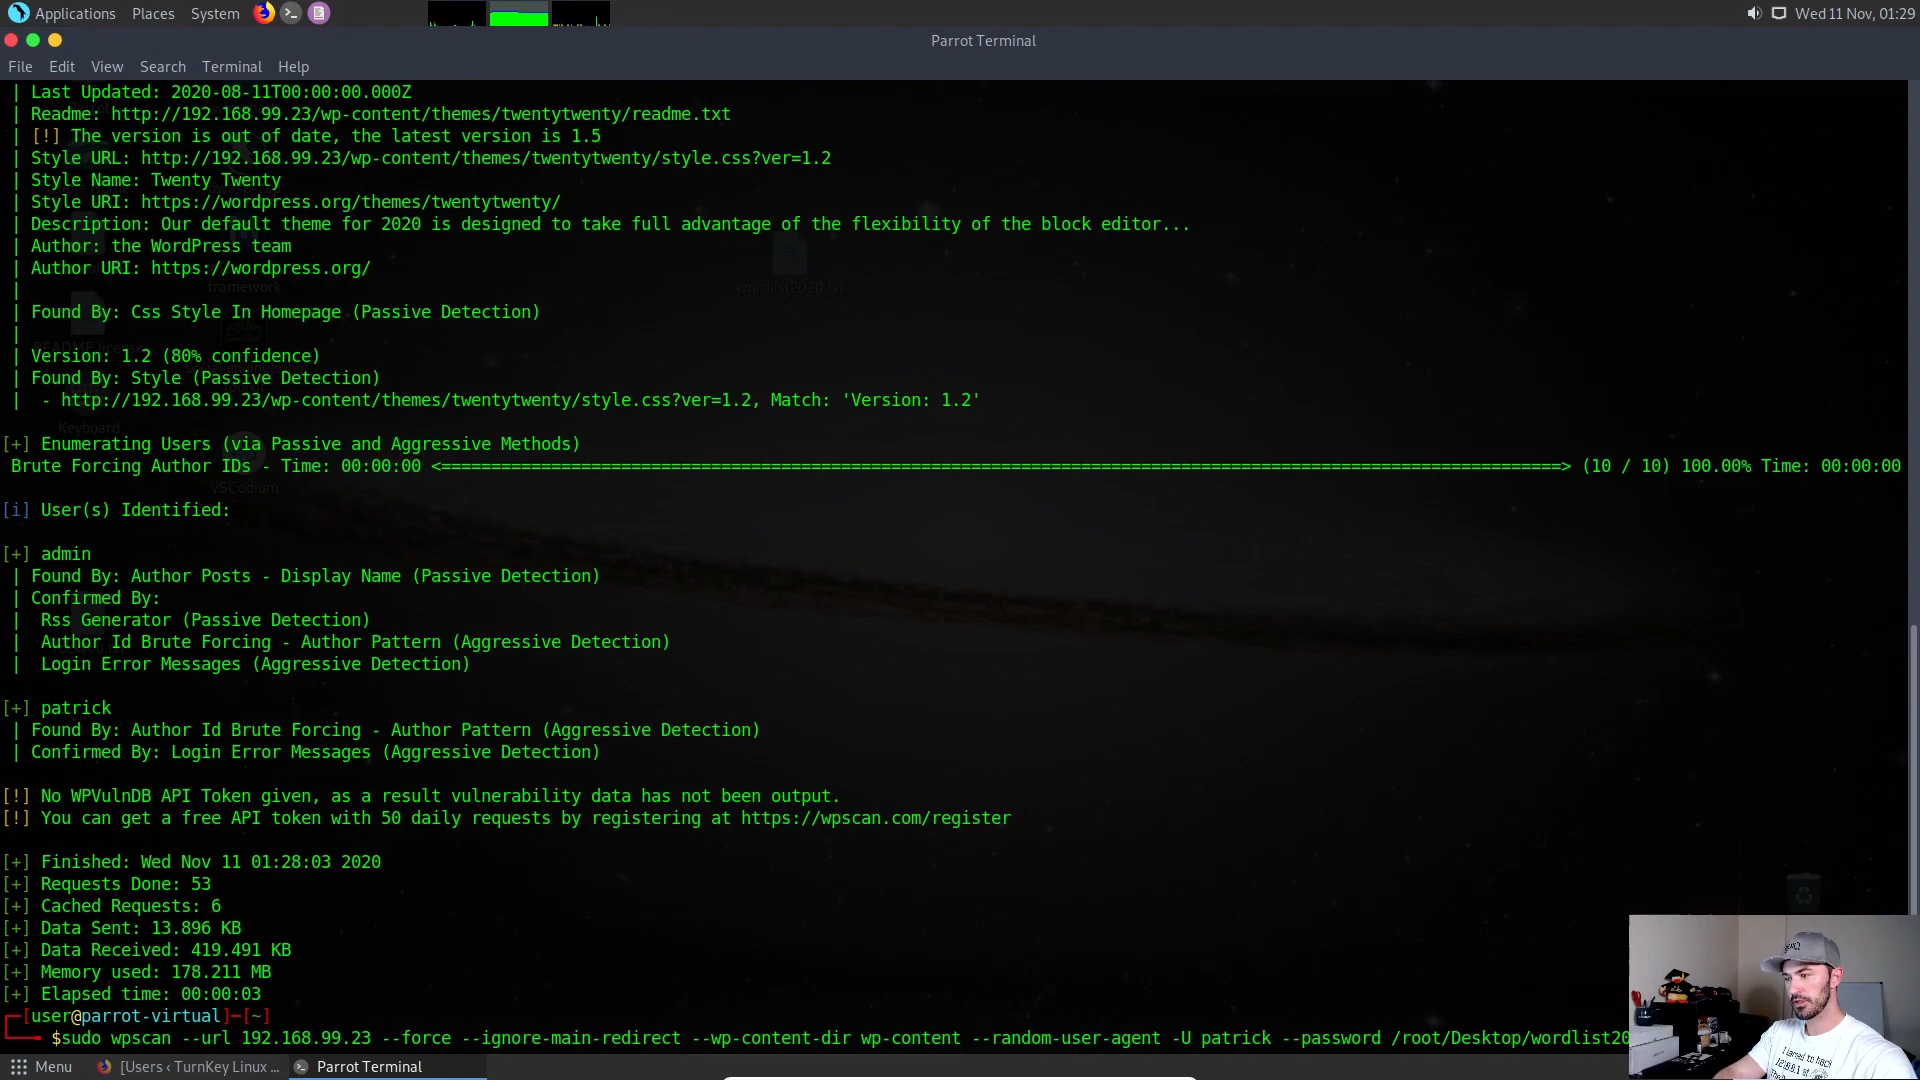 Applications Places System
Wed 11 Nov, 01:29
Parrot Terminal
File Edit View Search Terminal Help
| Last Updated: 2020-08-11T00:00:00.000Z
| Readme: http://192.168.99.23/wp-content/themes/twentytwenty/readme.txt
| [!] The version is out of date, the latest version is 1.5
| Style URL: http://192.168.99.23/wp-content/themes/twentytwenty/style.css?ver=1.2
| Style Name: Twenty Twenty
| Style URI: https://wordpress.org/themes/twentytwenty/
| Description: Our default theme for 2020 is designed to take full advantage of the flexibility of the block editor...
| Author: the WordPress team
| Author URI: https://wordpress.org/
|
| Found By: Css Style In Homepage (Passive Detection)
|
| Version: 1.2 (80% confidence)
| Found By: Style (Passive Detection)
|  - http://192.168.99.23/wp-content/themes/twentytwenty/style.css?ver=1.2, Match: 'Version: 1.2'
[+] Enumerating Users (via Passive and Aggressive Methods)
Brute Forcing Author IDs - Time: 00:00:00 <================================================================================================================> (10 / 10) 100.00% Time: 00:00:00
[i] User(s) Identified:
[+] admin
| Found By: Author Posts - Display Name (Passive Detection)
| Confirmed By:
|  Rss Generator (Passive Detection)
|  Author Id Brute Forcing - Author Pattern (Aggressive Detection)
|  Login Error Messages (Aggressive Detection)
[+] patrick
| Found By: Author Id Brute Forcing - Author Pattern (Aggressive Detection)
| Confirmed By: Login Error Messages (Aggressive Detection)
[!] No WPVulnDB API Token given, as a result vulnerability data has not been output.
[!] You can get a free API token with 50 daily requests by registering at https://wpscan.com/register
[+] Finished: Wed Nov 11 01:28:03 2020
[+] Requests Done: 53
[+] Cached Requests: 6
[+] Data Sent: 13.896 KB
[+] Data Received: 419.491 KB
[+] Memory used: 178.211 MB
[+] Elapsed time: 00:00:03
[user@parrot-virtual]-[~]
$sudo wpscan --url 192.168.99.23 --force --ignore-main-redirect --wp-content-dir wp-content --random-user-agent -U patrick --password /root/Desktop/wordlist20
framework
README license
Keyboard
VSCodium
I learned to hack
Menu
[Users ‹ TurnKey Linux ...
Parrot Terminal